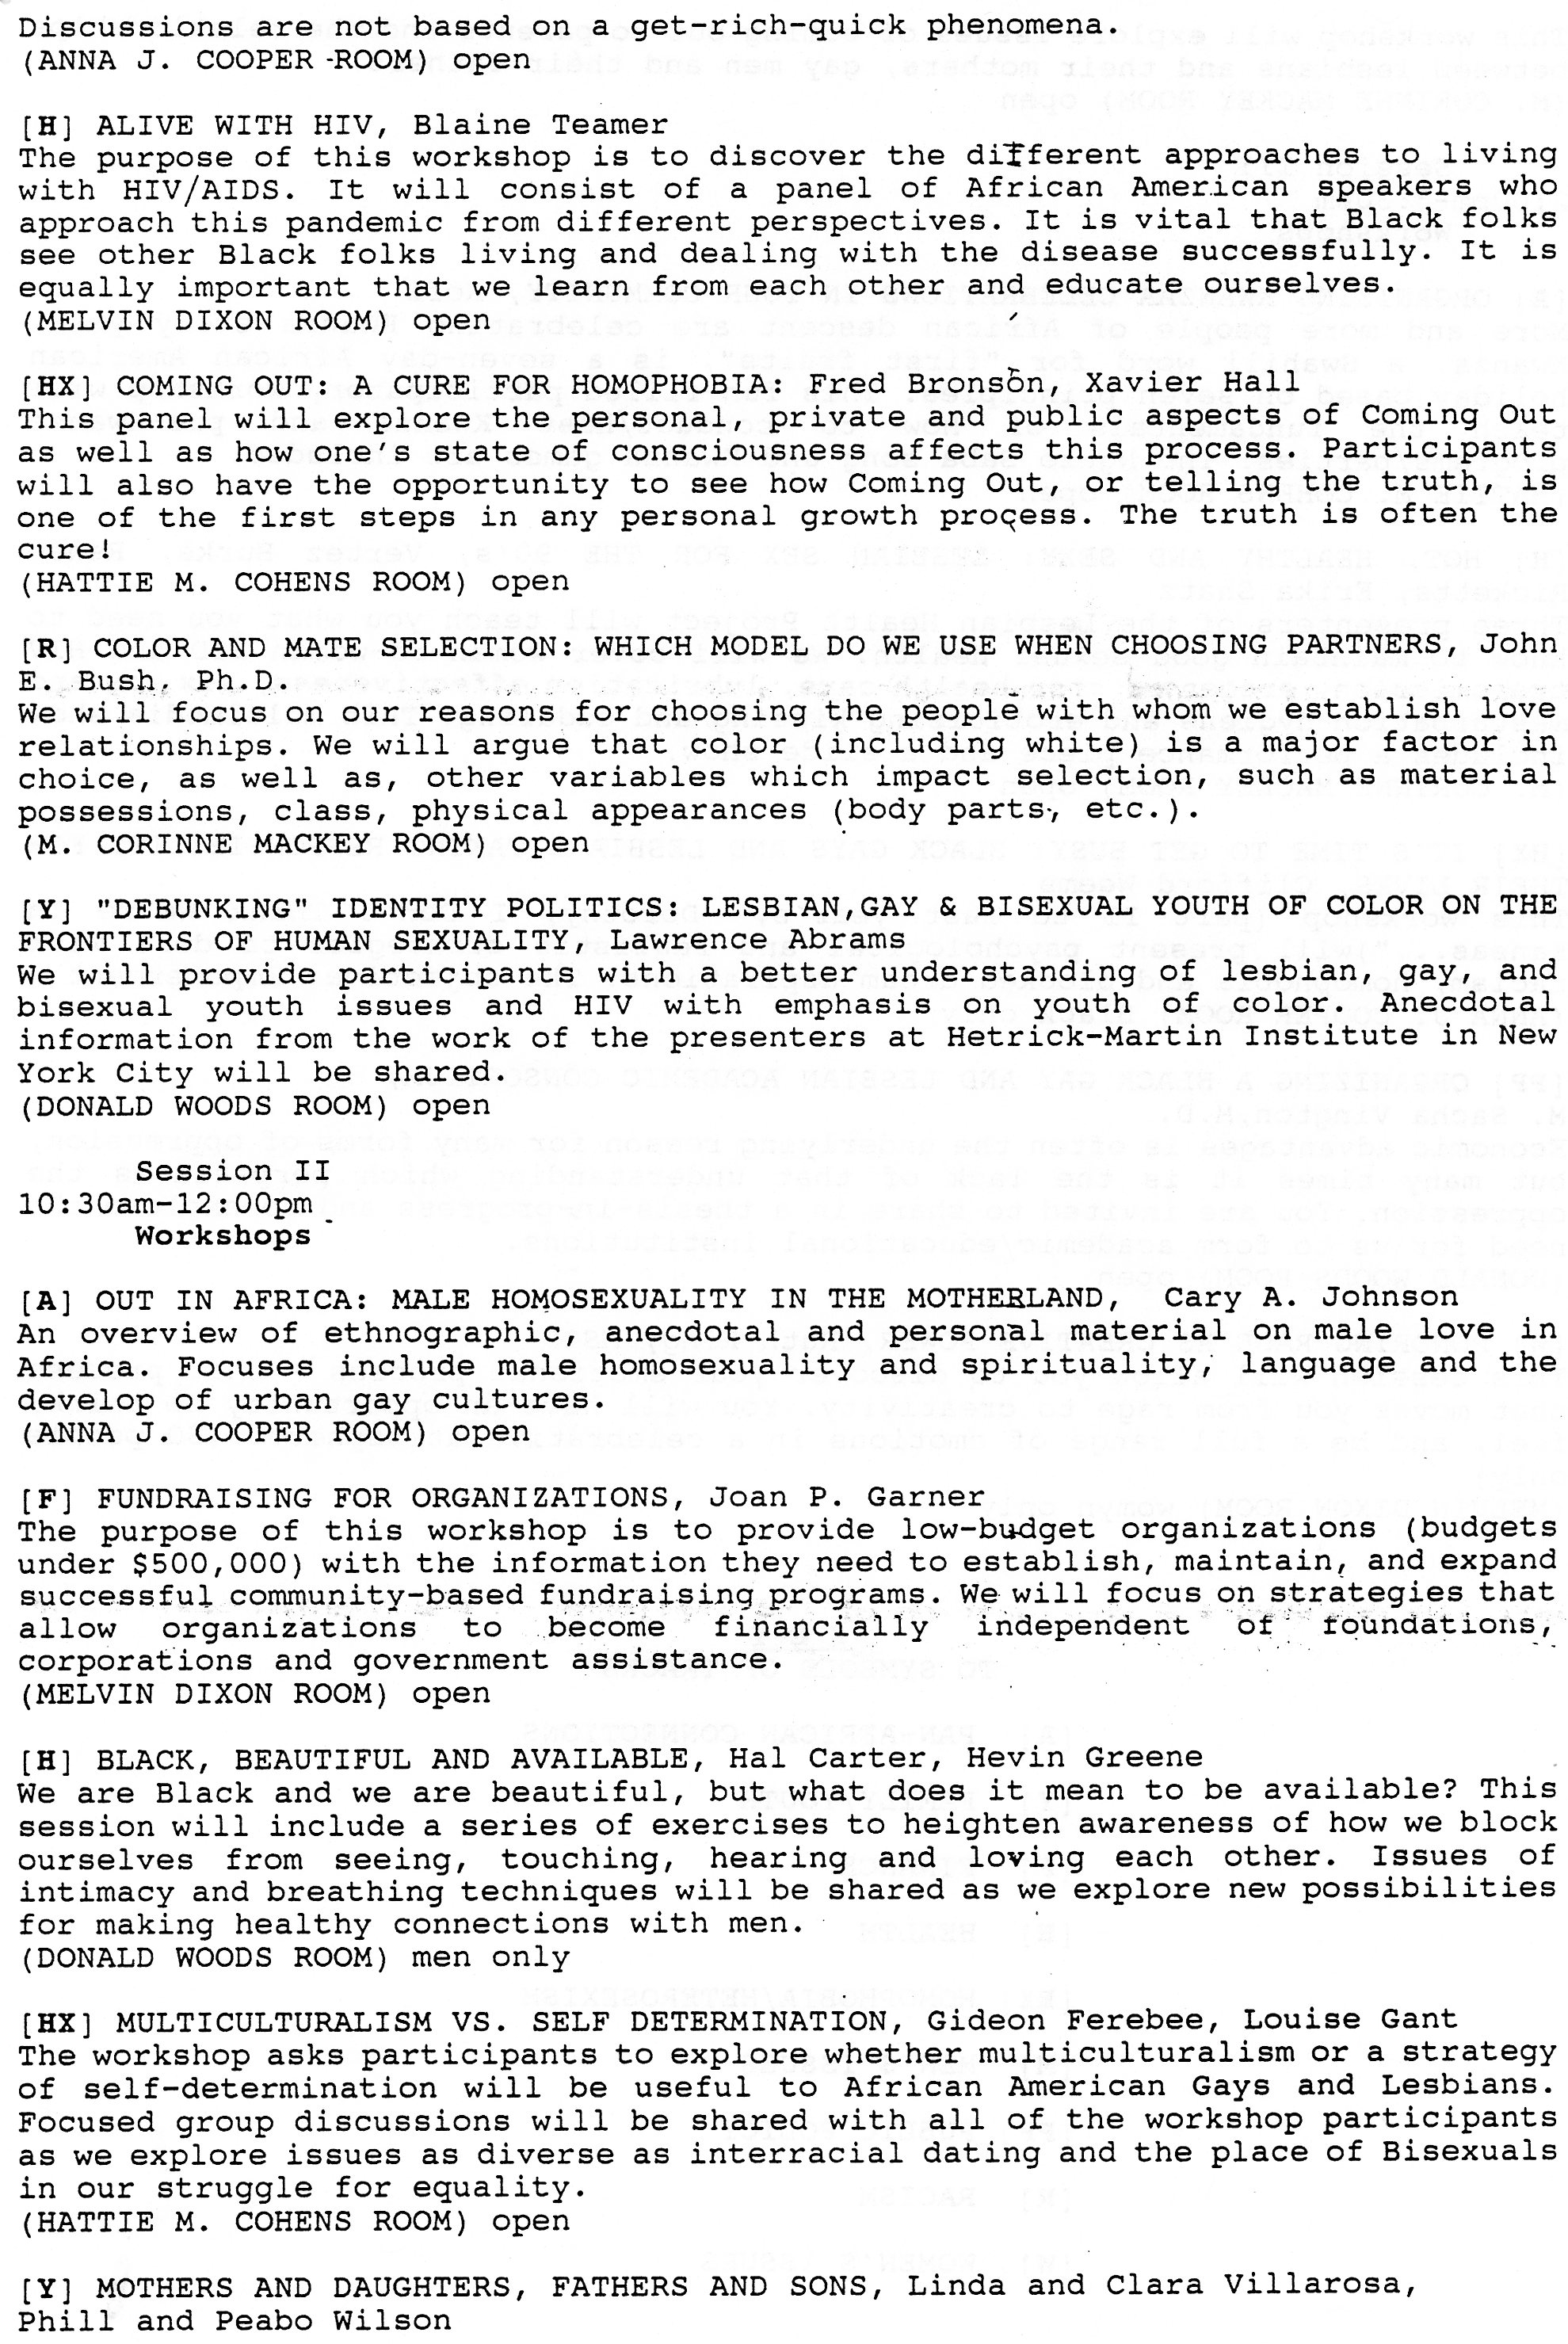 Discussions are not based on a get-rich-quick phenomena.
(ANNA J. COOPER ROOM) open
[H] ALIVE WITH HIV, Blaine Teamer
The purpose of this workshop is to discover the different approaches to living
with HIV/AIDS. It will consist of a panel of African American speakers who
approach this pandemic from different perspectives. It is vital that Black folks
see other Black folks living and dealing with the disease successfully. It is
equally important that we learn from each other and educate ourselves.
(MELVIN DIXON ROOM) open
[HX] COMING OUT: A CURE FOR HOMOPHOBIA: Fred Bronson, Xavier Hall
This panel will explore the personal, private and public aspects of Coming Out
as well as how one's state of consciousness affects this process. Participants
will also have the opportunity to see how Coming Out, or telling the truth, is
one of the first steps in any personal growth process. The truth is often the
cure!
(HATTIE M. COHENS ROOM) open
[R] COLOR AND MATE SELECTION: WHICH MODEL DO WE USE WHEN CHOOSING PARTNERS, John
E. Bush, Ph.D.
We will focus on our reasons for choosing the people with whom we establish love
relationships. We will argue that color (including white) is a major factor in
choice, as well as, other variables which impact selection, such as material
possessions, class, physical appearances (body parts, etc.).
(M. CORINNE MACKEY ROOM) open
[Y] "DEBUNKING" IDENTITY POLITICS: LESBIAN,GAY & BISEXUAL YOUTH OF COLOR ON THE
FRONTIERS OF HUMAN SEXUALITY, Lawrence Abrams
We will provide participants with a better understanding of lesbian, gay, and
bisexual youth issues and HIV with emphasis on youth of color. Anecdotal
information from the work of the presenters at Hetrick-Martin Institute in New
York City will be shared.
(DONALD WOODS ROOM) open
Session II
10:30am-12:00pm
Workshops
[A] OUT IN AFRICA: MALE HOMOSEXUALITY IN THE MOTHERLAND, Cary A. Johnson
An overview of ethnographic, anecdotal and personal material on male love in
Africa. Focuses include male homosexuality and spirituality, language and the
develop of urban gay cultures.
(ANNA J. COOPER ROOM) open
[F] FUNDRAISING FOR ORGANIZATIONS, Joan P. Garner
The purpose of this workshop is to provide low-budget organizations (budgets
under $500,000) with the information they need to establish, maintain, and expand
successful community-based fundraising programs. We will focus on strategies that
allow organizations to become financially independent of foundations,
corporations and government assistance.
(MELVIN DIXON ROOM) open
[H] BLACK, BEAUTIFUL AND AVAILABLE, Hal Carter, Hevin Greene
We are Black and we are beautiful, but what does it mean to be available? This
session will include a series of exercises to heighten awareness of how we block
ourselves from seeing, touching, hearing and loving each other. Issues of
intimacy and breathing techniques will be shared as we explore new possibilities
for making healthy connections with men.
(DONALD WOODS ROOM) men only
[HX] MULTICULTURALISM VS. SELF DETERMINATION, Gideon Ferebee, Louise Gant
The workshop asks participants to explore whether multiculturalism or a strategy
of self-determination will be useful to African American Gays and Lesbians.
Focused group discussions will be shared with all of the workshop participants
as we explore issues as diverse as interracial dating and the place of Bisexuals
in our struggle for equality.
(HATTIE M. COHENS ROOM) open
[Y] MOTHERS AND DAUGHTERS, FATHERS AND SONS, Linda and Clara Villarosa,
Phill and Peabo Wilson